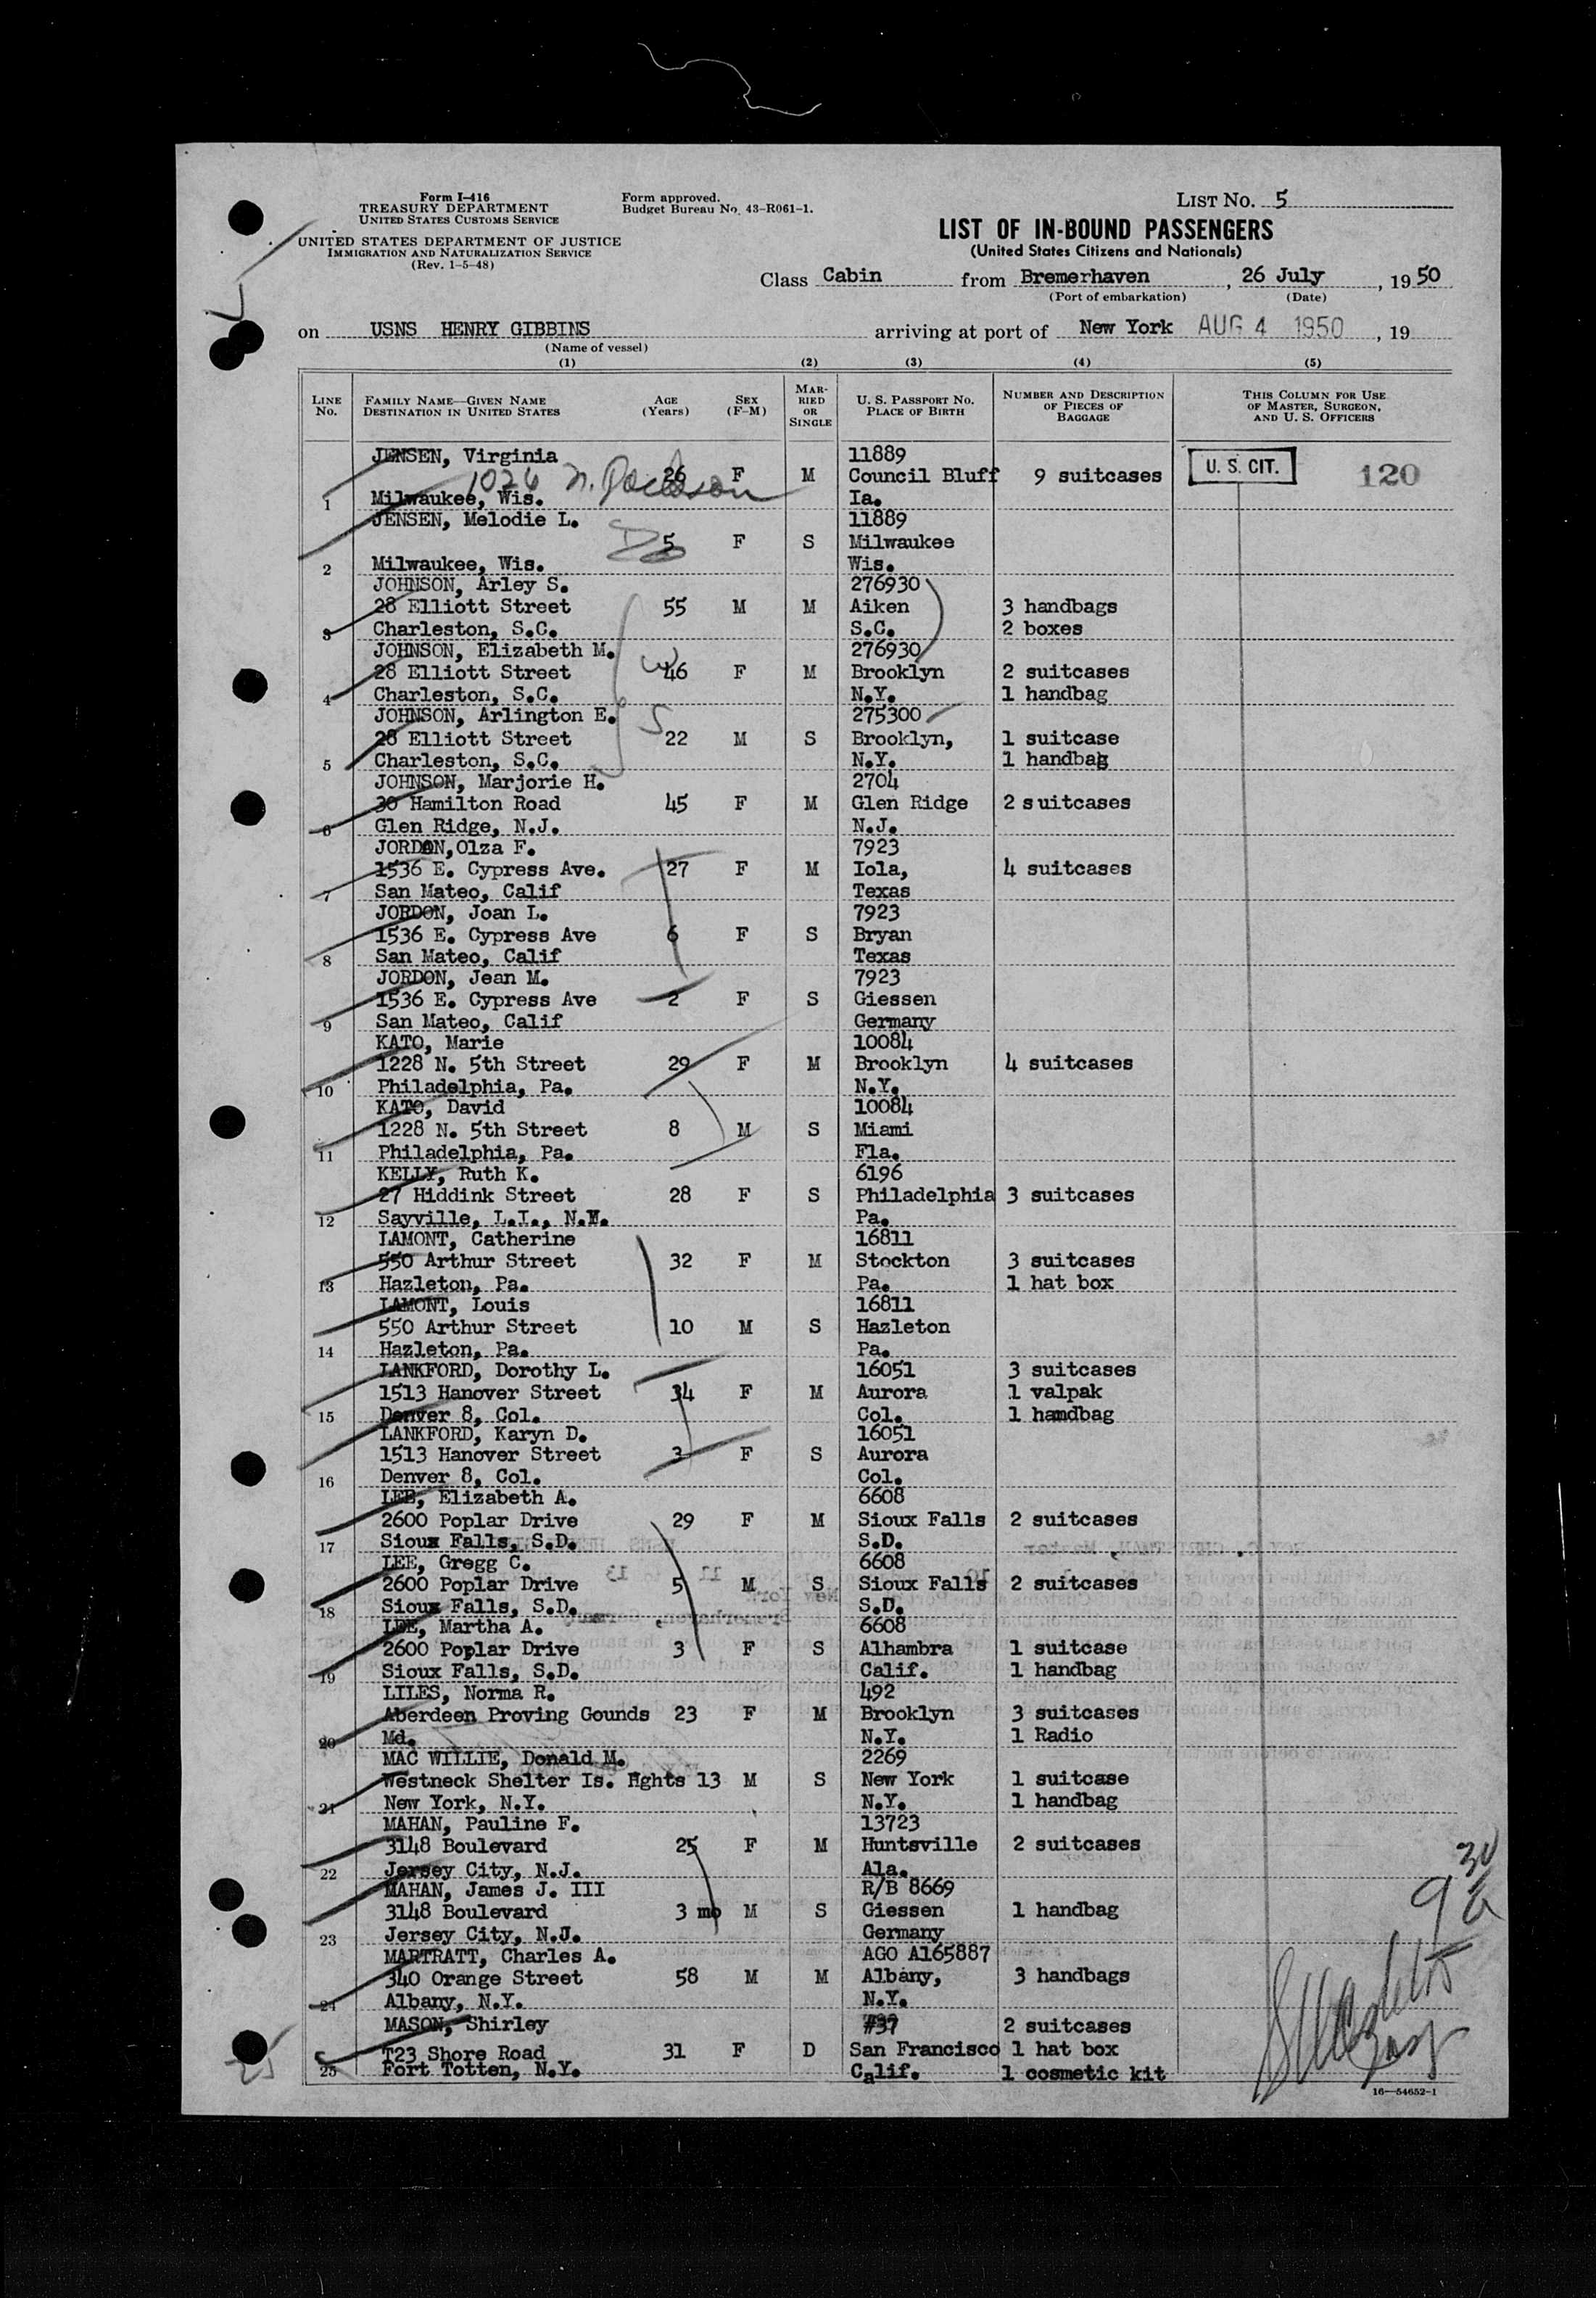 Form I-416
TREASURY DEPARTMENT
UNITED STATES CUSTOMS SERVICE
UNITED STATES DEPARTMENT OF JUSTICE
IMMIGRATION AND NATURALIZATION SERVICE
(Rev. 1-5-48)
Form approved.
Budget Bureau No. 43-R061-1.
LIST NO. 5
LIST OF IN-BOUND PASSENGERS
(United States Citizens and Nationals)
Class Cabin from Bremerhaven, 26 July, 1950
(Port of embarkation) (Date)
on USNS HENRY GIBBINS arriving at port of New York AUG 4 1950, 19
(Name of vessel)
(1) (2) (3) (4) (5)
LINE No. FAMILY NAME—GIVEN NAME DESTINATION IN UNITED STATES AGE (Years) SEX (F-M) MARRIED OR SINGLE U. S. PASSPORT NO. PLACE OF BIRTH NUMBER AND DESCRIPTION OF PIECES OF BAGGAGE THIS COLUMN FOR USE OF MASTER, SURGEON, AND U. S. OFFICERS
JENSEN, Virginia 11889
1024 N. Jackson 26 F M Council Bluff 9 suitcases U. S. CIT. 120
1 Milwaukee, Wis. Ia.
JENSEN, Melodie L. 11889
Do 5 F S Milwaukee
2 Milwaukee, Wis. Wis.
JOHNSON, Arley S. 276930
28 Elliott Street 55 M M Aiken 3 handbags
3 Charleston, S.C. S.C. 2 boxes
JOHNSON, Elizabeth M. 276930
28 Elliott Street W 46 F M Brooklyn 2 suitcases
4 Charleston, S.C. N.Y. 1 handbag
JOHNSON, Arlington E. S 275300
28 Elliott Street 22 M S Brooklyn, 1 suitcase
5 Charleston, S.C. N.Y. 1 handbag
JOHNSON, Marjorie H. 2704
30 Hamilton Road 45 F M Glen Ridge 2 suitcases
6 Glen Ridge, N.J. N.J.
JORDON, Olza F. 7923
1536 E. Cypress Ave. 27 F M Iola, 4 suitcases
7 San Mateo, Calif Texas
JORDON, Joan L. 7923
1536 E. Cypress Ave 6 F S Bryan
8 San Mateo, Calif Texas
JORDON, Jean M. 7923
1536 E. Cypress Ave 2 F S Giessen
9 San Mateo, Calif Germany
KATO, Marie 10084
1228 N. 5th Street 29 F M Brooklyn 4 suitcases
10 Philadelphia, Pa. N.Y.
KATO, David 10084
1228 N. 5th Street 8 M S Miami
11 Philadelphia, Pa. Fla.
KELLY, Ruth K. 6196
27 Hiddink Street 28 F S Philadelphia 3 suitcases
12 Sayville, L.I., N.Y. Pa.
LAMONT, Catherine 16811
550 Arthur Street 32 F M Stockton 3 suitcases
13 Hazleton, Pa. Pa. 1 hat box
LAMONT, Louis 16811
550 Arthur Street 10 M S Hazleton
14 Hazleton, Pa. Pa.
LANKFORD, Dorothy L. 16051 3 suitcases
1513 Hanover Street 34 F M Aurora 1 valpak
15 Denver 8, Col. Col. 1 handbag
LANKFORD, Karyn D. 16051
1513 Hanover Street 3 F S Aurora
16 Denver 8, Col. Col.
LEE, Elizabeth A. 6608
2600 Poplar Drive 29 F M Sioux Falls 2 suitcases
17 Sioux Falls, S.D. S.D.
LEE, Gregg C. 6608
2600 Poplar Drive 5 M S Sioux Falls 2 suitcases
18 Sioux Falls, S.D. S.D.
LEE, Martha A. 6608
2600 Poplar Drive 3 F S Alhambra 1 suitcase
19 Sioux Falls, S.D. Calif. 1 handbag
LILES, Norma R. 492
Aberdeen Proving Gounds 23 F M Brooklyn 3 suitcases
20 Md. N.Y. 1 Radio
MAC WILLIE, Donald M. 2269
Westneck Shelter Is. Hghts 13 M S New York 1 suitcase
21 New York, N.Y. N.Y. 1 handbag
MAHAN, Pauline F. 13723
3148 Boulevard 25 F M Huntsville 2 suitcases
22 Jersey City, N.J. Ala.
MAHAN, James J. III R/B 8669
3148 Boulevard 3 mo M S Giessen 1 handbag
23 Jersey City, N.J. Germany
MARTRATT, Charles A. AGO A165887
340 Orange Street 58 M M Albany, 3 handbags
24 Albany, N.Y. N.Y.
MASON, Shirley #37 2 suitcases
T23 Shore Road 31 F D San Francisco 1 hat box
25 Fort Totten, N.Y. Calif. 1 cosmetic kit
25
16—54652-1